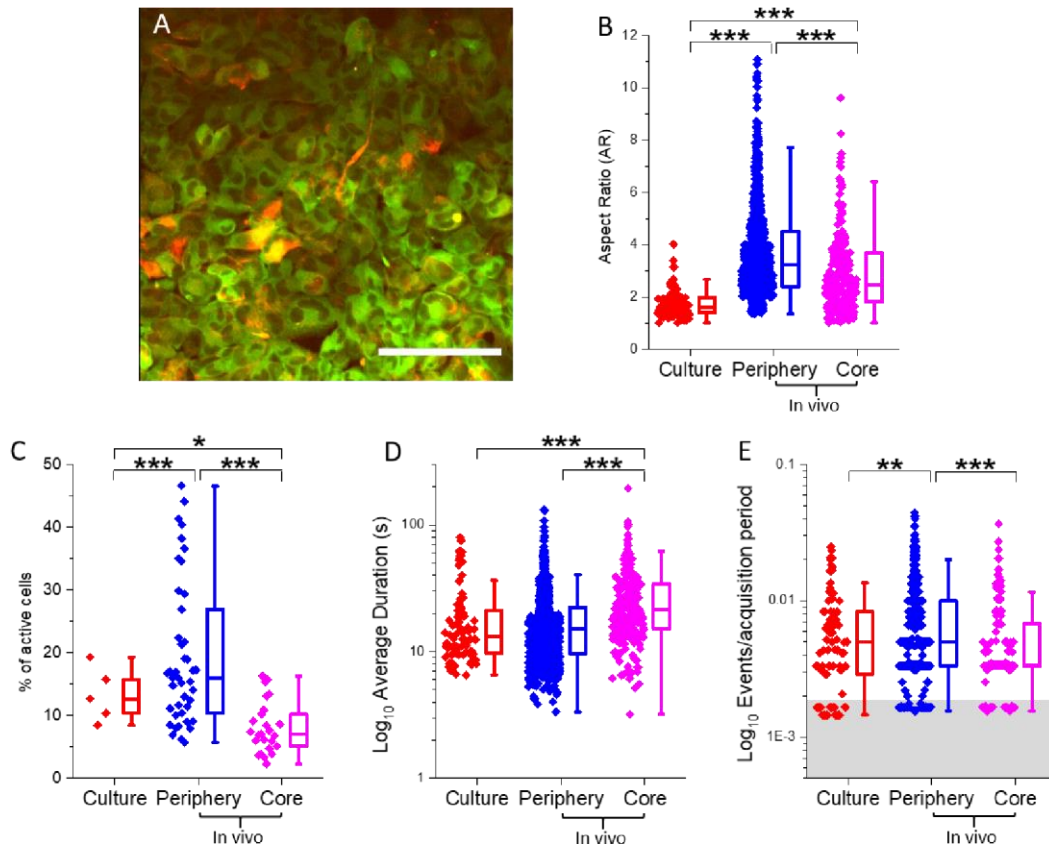 A
B
***
*** ***
Aspect Ratio (AR)
12
10
8
6
4
2
0
Culture Periphery Core
In vivo
C
*
*** ***
% of active cells
50
40
30
20
10
0
Culture Periphery Core
In vivo
D
***
***
Log10 Average Duration (s)
100
10
1
Culture Periphery Core
In vivo
E
** ***
Log10 Events/acquisition period
0.1
0.01
1E-3
Culture Periphery Core
In vivo